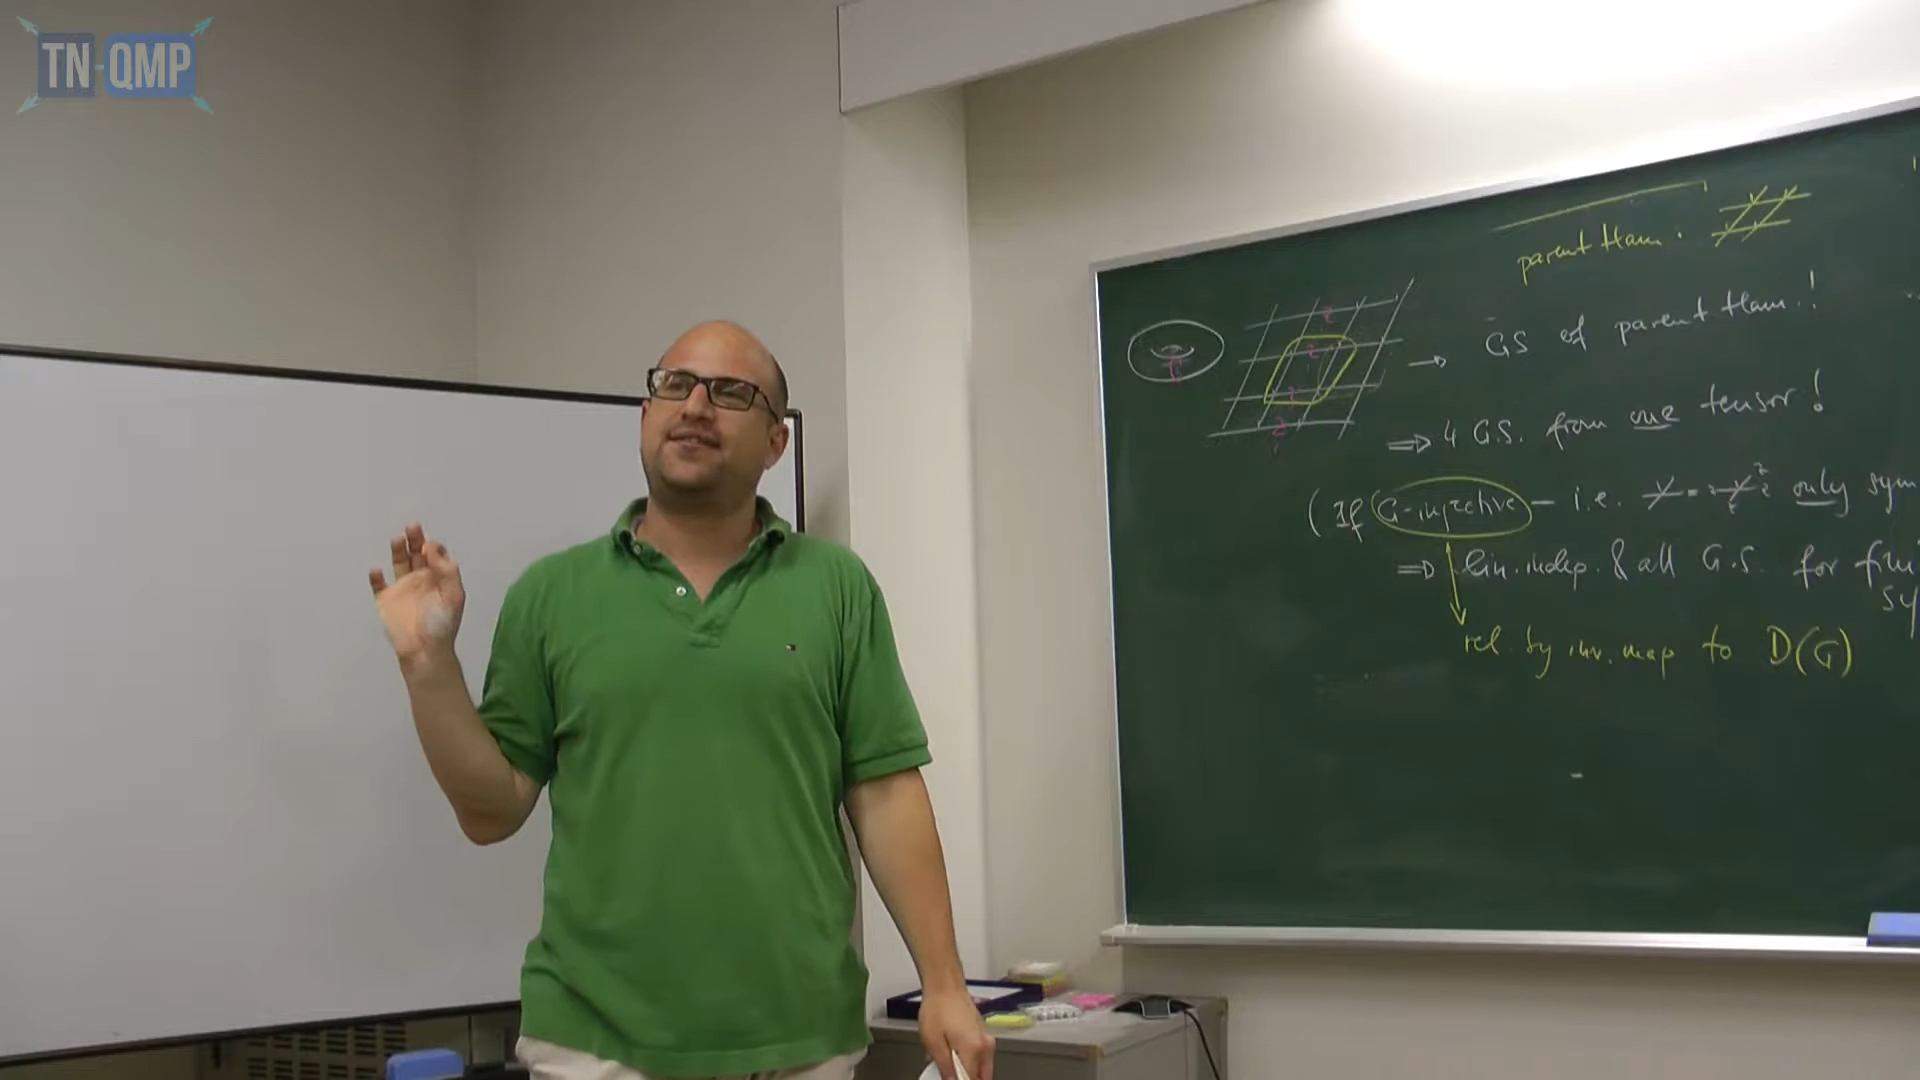 TN-QMP
parent Ham.
→ GS of parent Ham.!
⇒ 4 G.S. from one tensor!
(If G-injective - i.e. only sym
⇒ lin. indep. & all G.S. for
rel. by inv. map to D(G)